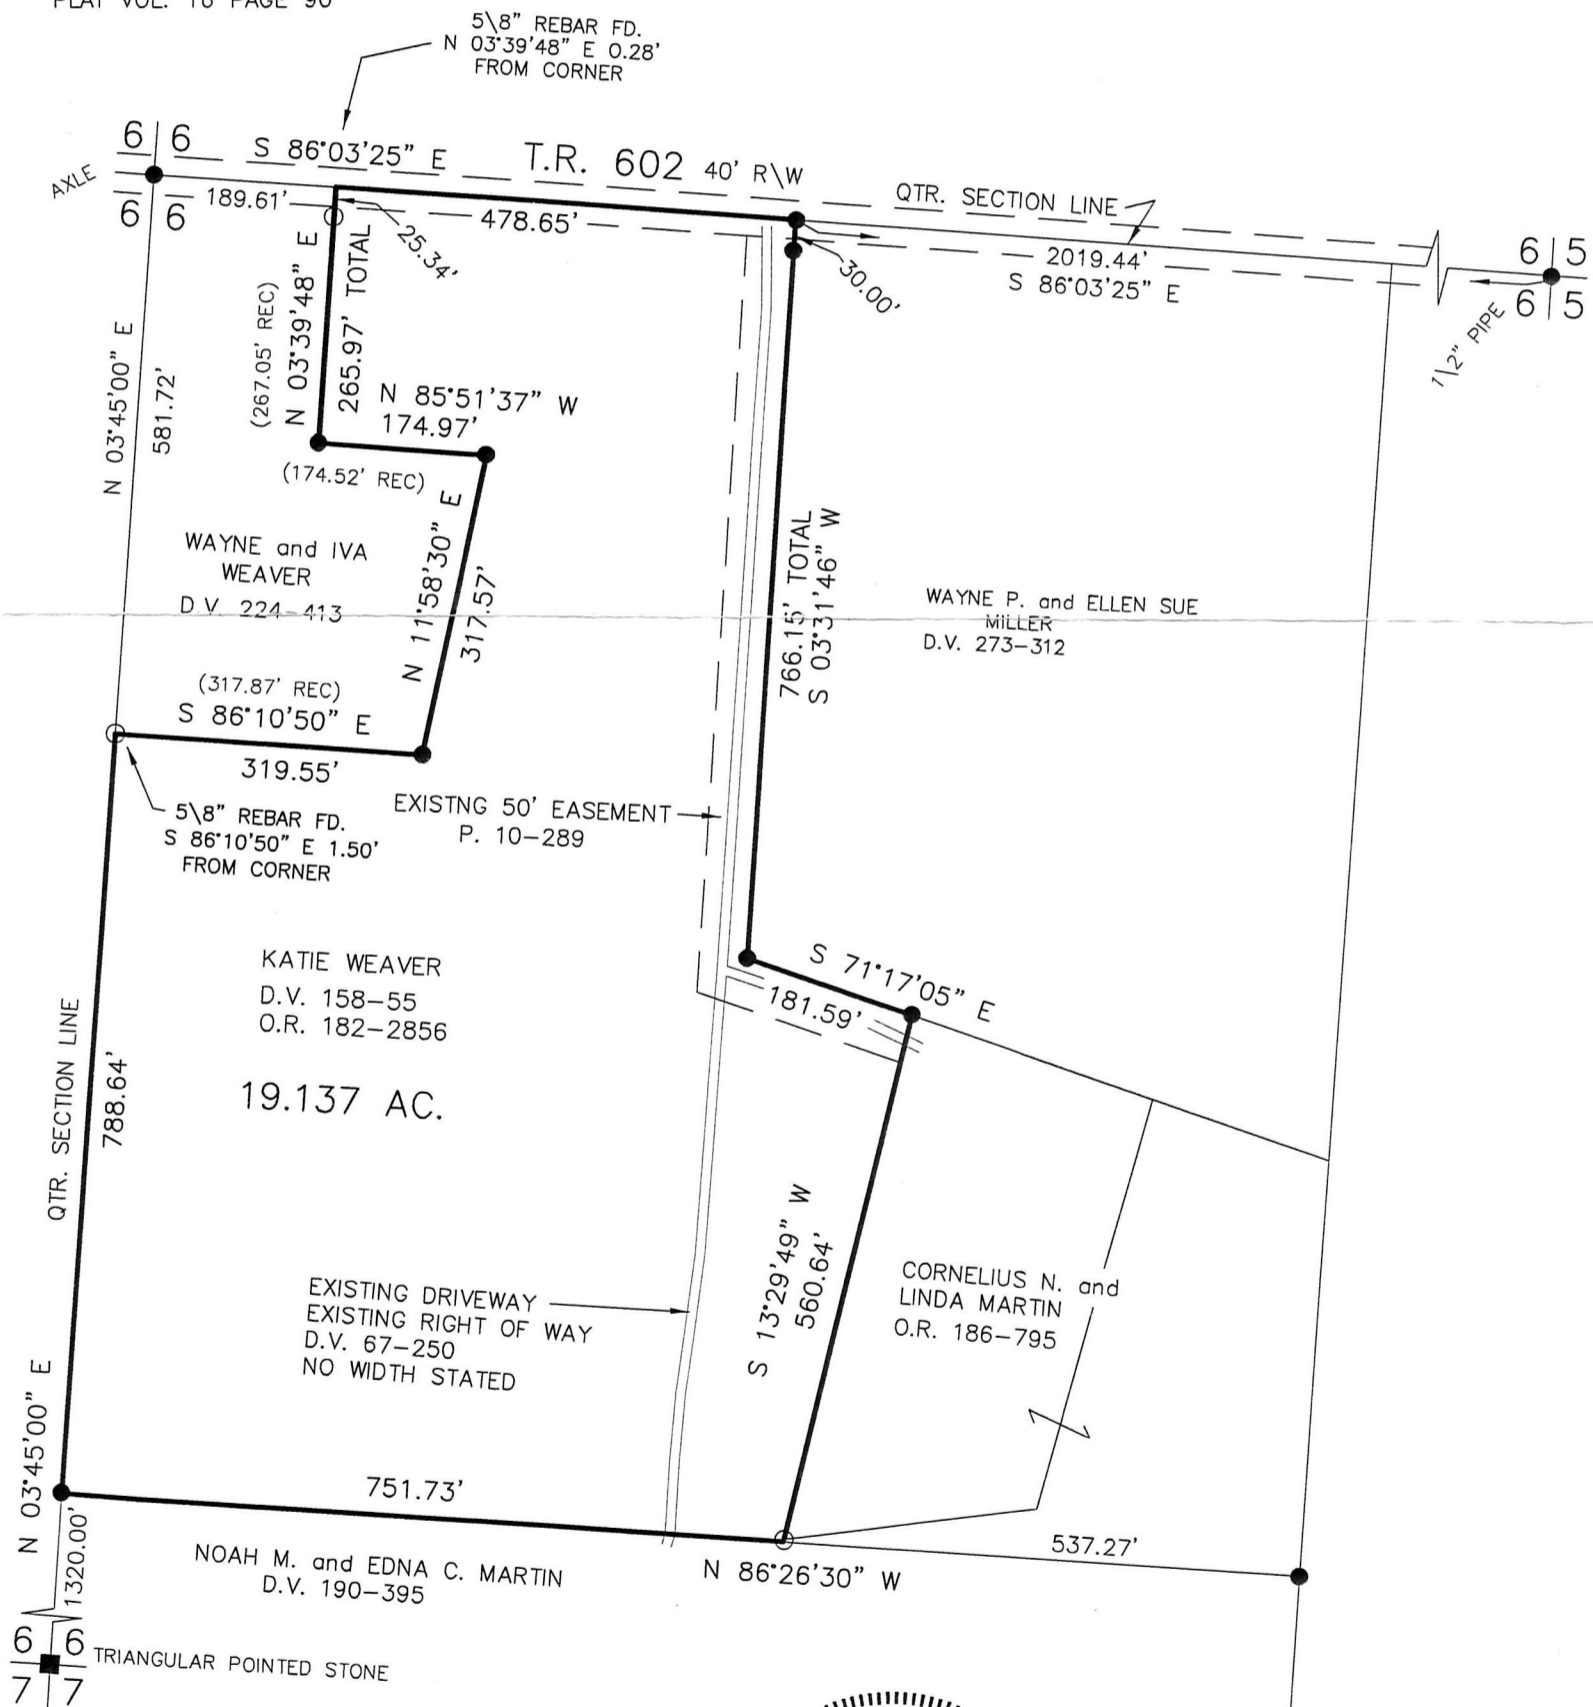 5\8" REBAR FD.
N 03°39'48" E 0.28'
FROM CORNER
6 6
S 86°03'25" E
T.R. 602 40' R\W
AXLE
6 6
189.61'
478.65'
QTR. SECTION LINE
25.34'
30.00'
2019.44'
S 86°03'25" E
6 5
6 5
1\2" PIPE
(267.05' REC)
N 03°39'48" E
265.97' TOTAL
N 03°45'00" E
581.72'
N 85°51'37" W
174.97'
(174.52' REC)
WAYNE and IVA
WEAVER
D.V. 224-413
N 11°58'30" E
317.57'
766.15' TOTAL
S 03°31'46" W
WAYNE P. and ELLEN SUE
MILLER
D.V. 273-312
(317.87' REC)
S 86°10'50" E
319.55'
5\8" REBAR FD.
S 86°10'50" E 1.50'
FROM CORNER
EXISTNG 50' EASEMENT
P. 10-289
KATIE WEAVER
D.V. 158-55
O.R. 182-2856
19.137 AC.
S 71°17'05" E
181.59'
QTR. SECTION LINE
788.64'
S 13°29'49" W
560.64'
CORNELIUS N. and
LINDA MARTIN
O.R. 186-795
EXISTING DRIVEWAY
EXISTING RIGHT OF WAY
D.V. 67-250
NO WIDTH STATED
N 03°45'00" E
751.73'
1320.00'
NOAH M. and EDNA C. MARTIN
D.V. 190-395
N 86°26'30" W
537.27'
6 6
7 7
TRIANGULAR POINTED STONE